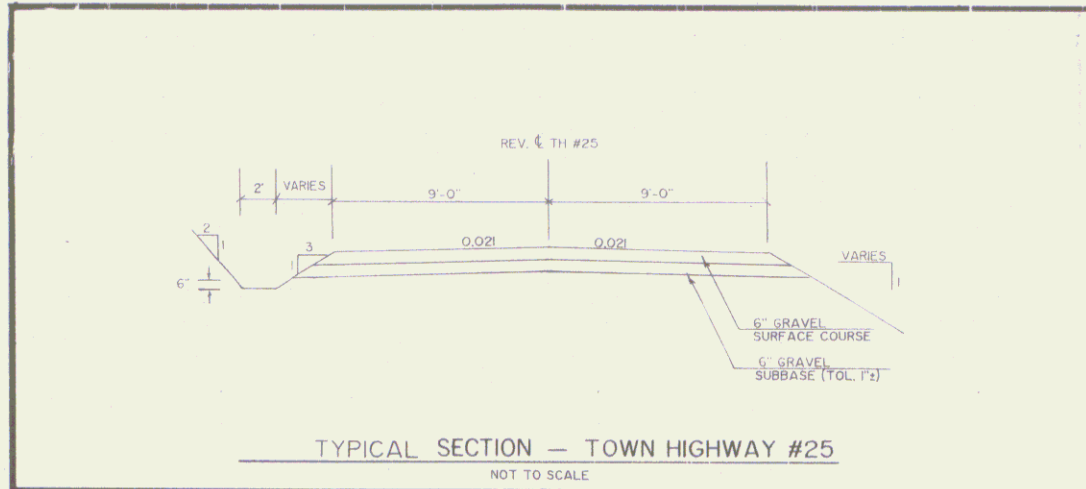 REV. ℄ TH #25
2'
VARIES
9'-0"
9'-0"
2
1
3
1
0.021
0.021
VARIES
1
6"
6" GRAVEL
SURFACE COURSE
6" GRAVEL
SUBBASE (TOL. 1"±)
TYPICAL SECTION — TOWN HIGHWAY #25
NOT TO SCALE